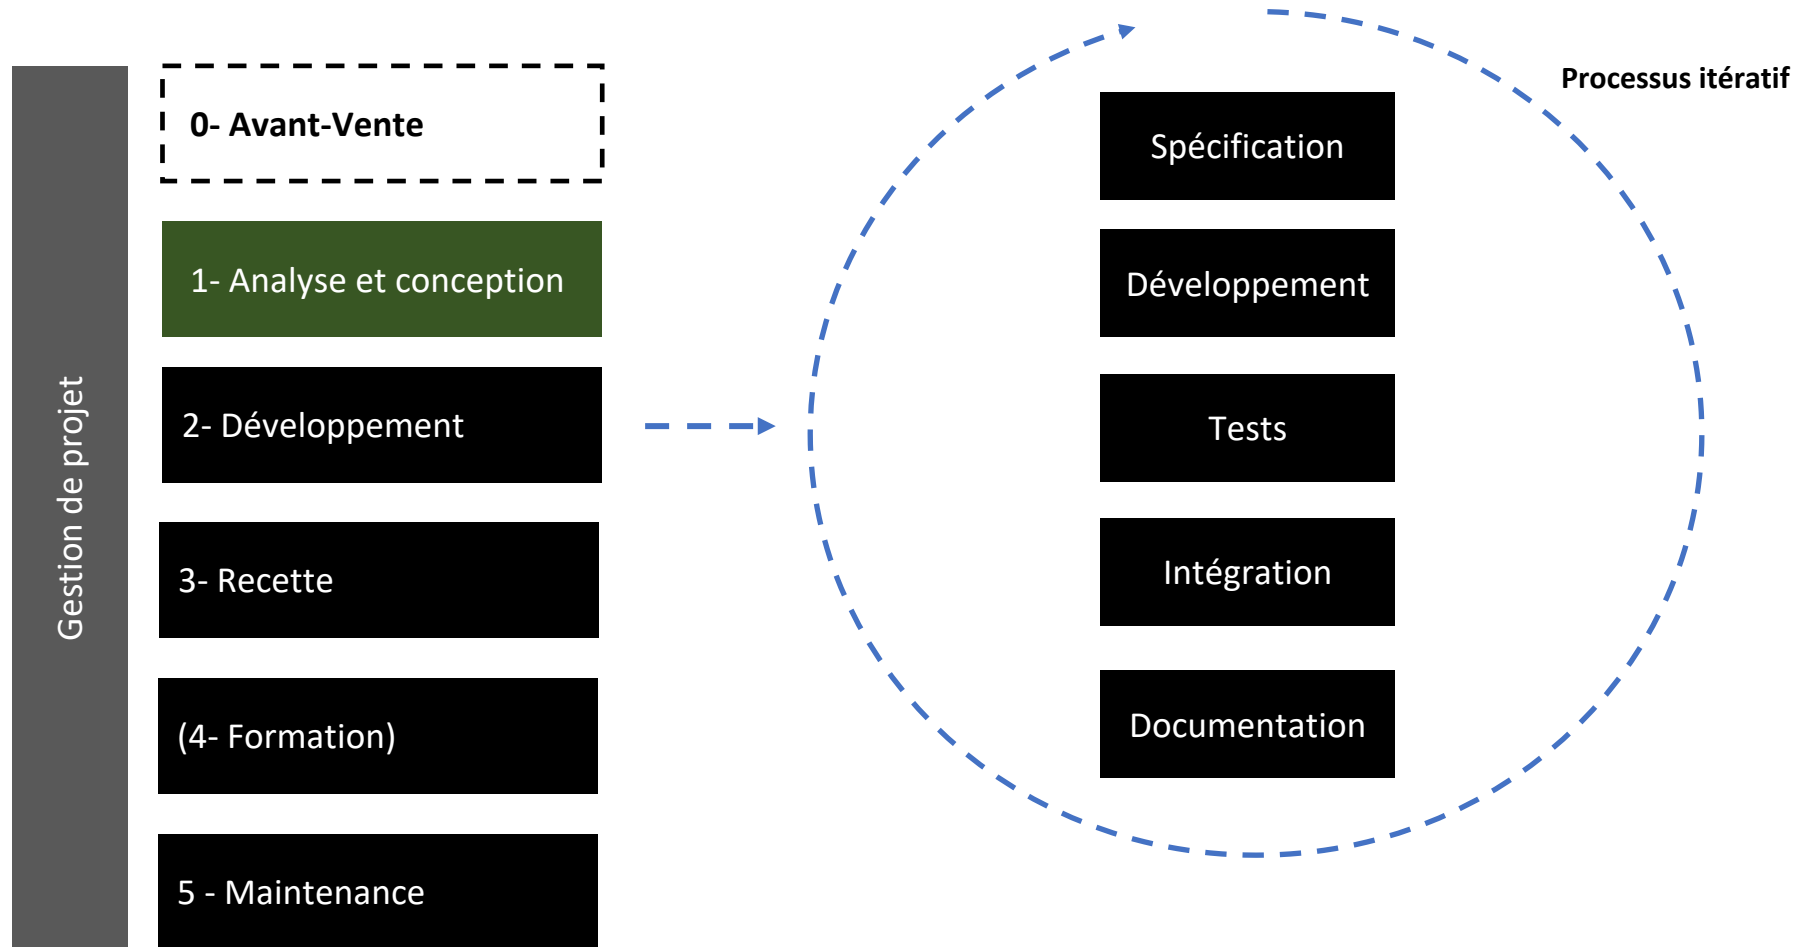 Gestion de projet
0- Avant-Vente
1- Analyse et conception
2- Développement
3- Recette
(4- Formation)
5 - Maintenance
Processus itératif
Spécification
Développement
Tests
Intégration
Documentation